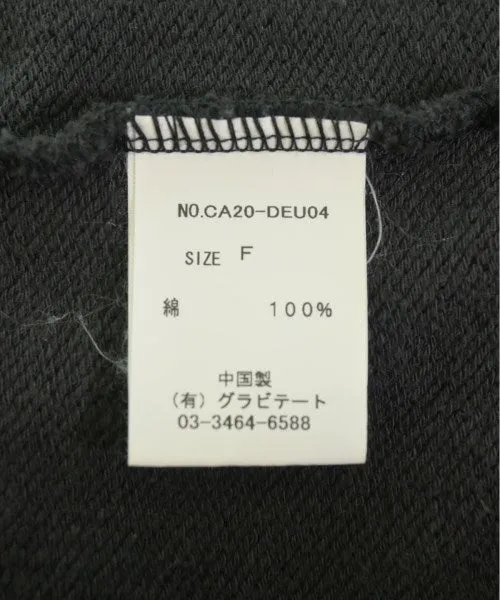 NO.CA20-DEU04
SIZE F
綿 100%
中国製
(有)グラビテート
03-3464-6588